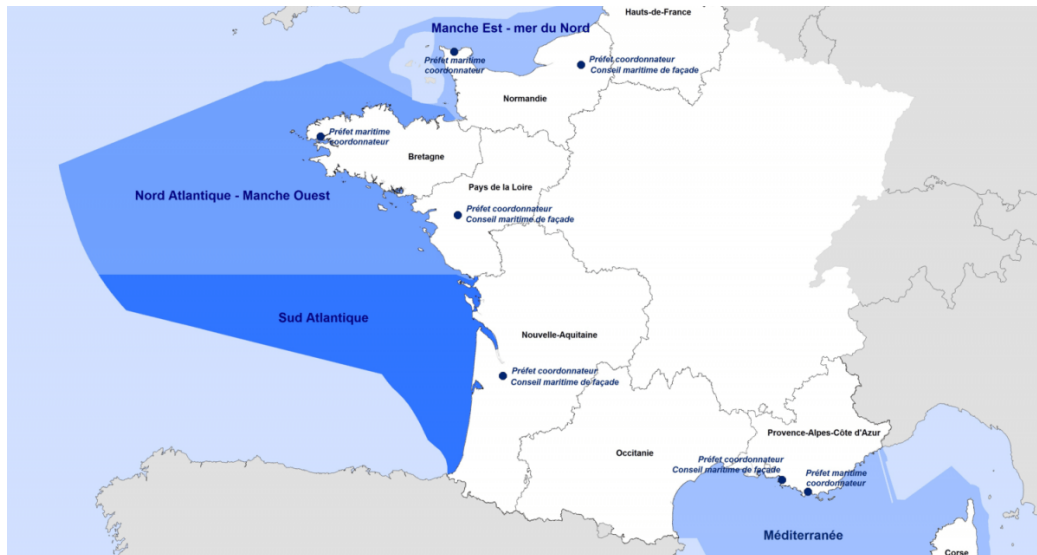 Hauts-de-France
Manche Est - mer du Nord
Préfet maritime
coordonnateur
Préfet coordonnateur
Conseil maritime de façade
Normandie
Préfet maritime
coordonnateur
Bretagne
Pays de la Loire
Nord Atlantique - Manche Ouest
Préfet coordonnateur
Conseil maritime de façade
Sud Atlantique
Nouvelle-Aquitaine
Préfet coordonnateur
Conseil maritime de façade
Provence-Alpes-Côte d'Azur
Occitanie
Préfet coordonnateur
Conseil maritime de façade
Préfet maritime
coordonnateur
Méditerranée
Corse